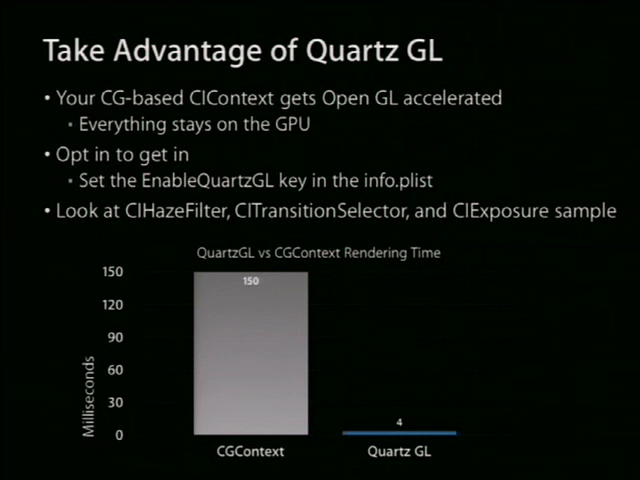 Take Advantage of Quartz GL
• Your CG-based CIContext gets Open GL accelerated
• Everything stays on the GPU
• Opt in to get in
• Set the EnableQuartzGL key in the info.plist
• Look at CIHazeFilter, CITransitionSelector, and CIExposure sample
QuartzGL vs CGContext Rendering Time
150
120
90
60
30
0
Milliseconds
150
4
CGContext
Quartz GL